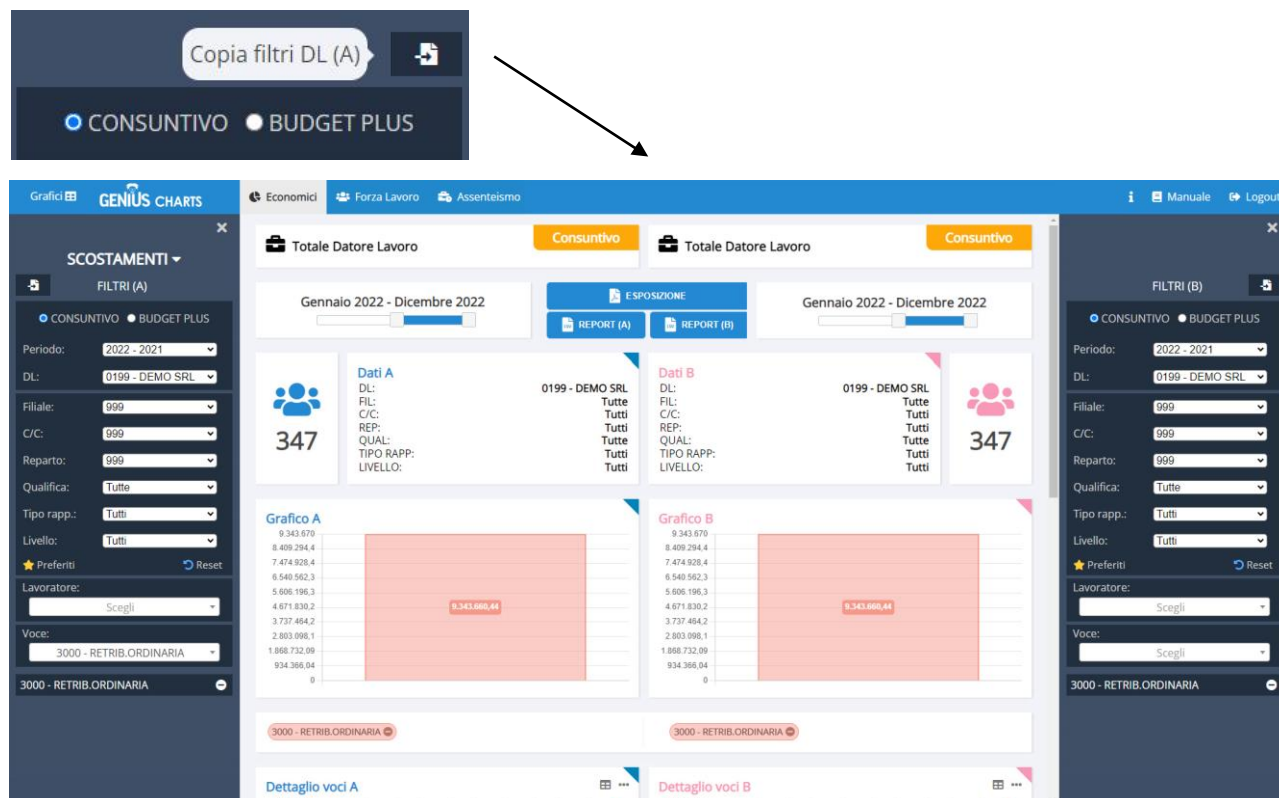 Copia filtri DL (A)
CONSUNTIVO BUDGET PLUS
Grafici GENIUS CHARTS Economici Forza Lavoro Assenteismo i Manuale Logout
SCOSTAMENTI
FILTRI (A)
CONSUNTIVO BUDGET PLUS
Periodo: 2022 - 2021
DL: 0199 - DEMO SRL
Filiale: 999
C/C: 999
Reparto: 999
Qualifica: Tutte
Tipo rapp.: Tutti
Livello: Tutti
Preferiti Reset
Lavoratore:
Scegli
Voce:
3000 - RETRIB.ORDINARIA
3000 - RETRIB.ORDINARIA
Totale Datore Lavoro Consuntivo
Totale Datore Lavoro Consuntivo
Gennaio 2022 - Dicembre 2022
ESPOSIZIONE
REPORT (A) REPORT (B)
Gennaio 2022 - Dicembre 2022
347
Dati A
DL: 0199 - DEMO SRL
FIL: Tutte
C/C: Tutti
REP: Tutti
QUAL: Tutte
TIPO RAPP: Tutti
LIVELLO: Tutti
Dati B
DL: 0199 - DEMO SRL
FIL: Tutte
C/C: Tutti
REP: Tutti
QUAL: Tutte
TIPO RAPP: Tutti
LIVELLO: Tutti
347
Grafico A
9.343.670
8.409.294,4
7.474.928,4
6.540.562,3
5.606.196,3
4.671.830,2
3.737.464,2
2.803.098,1
1.868.732,09
934.366,04
0
9.343.660,44
Grafico B
9.343.670
8.409.294,4
7.474.928,4
6.540.562,3
5.606.196,3
4.671.830,2
3.737.464,2
2.803.098,1
1.868.732,09
934.366,04
0
9.343.660,44
3000 - RETRIB.ORDINARIA
3000 - RETRIB.ORDINARIA
Dettaglio voci A
Dettaglio voci B
FILTRI (B)
CONSUNTIVO BUDGET PLUS
Periodo: 2022 - 2021
DL: 0199 - DEMO SRL
Filiale: 999
C/C: 999
Reparto: 999
Qualifica: Tutte
Tipo rapp.: Tutti
Livello: Tutti
Preferiti Reset
Lavoratore:
Scegli
Voce:
Scegli
3000 - RETRIB.ORDINARIA